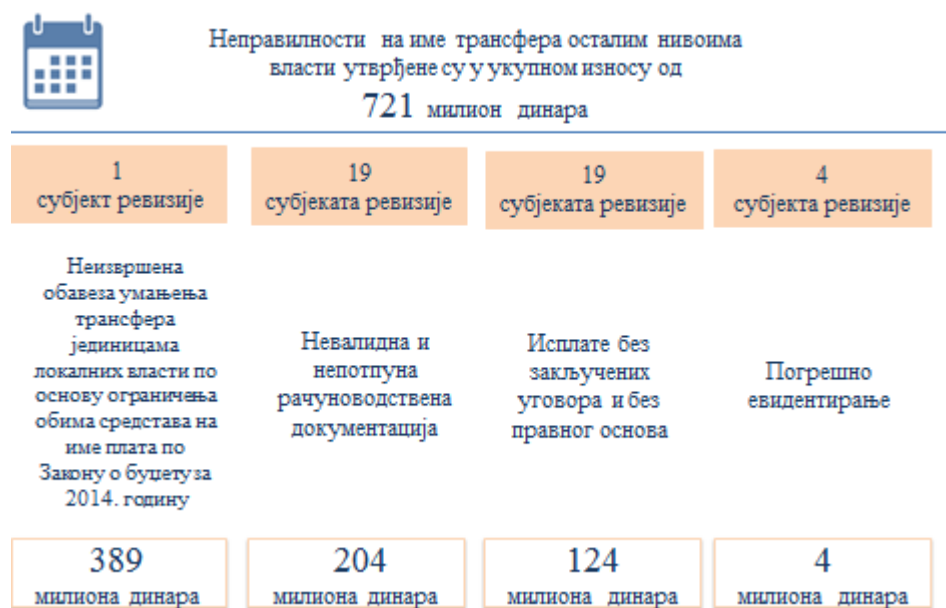 Неправилности на име трансфера осталим нивоима
власти утврђене су у укупном износу од
721 милион динара
1
субјект ревизије
19
субјеката ревизије
19
субјеката ревизије
4
субјекта ревизије
Неизвршена
обавеза умањења
трансфера
јединицама
локалних власти по
основу ограничења
обима средстава на
име плата по
Закону о буџету за
2014. годину
Невалидна и
непотпуна
рачуноводствена
документација
Исплате без
закључених
уговора и без
правног основа
Погрешно
евидентирање
389
милиона динара
204
милиона динара
124
милиона динара
4
милиона динара